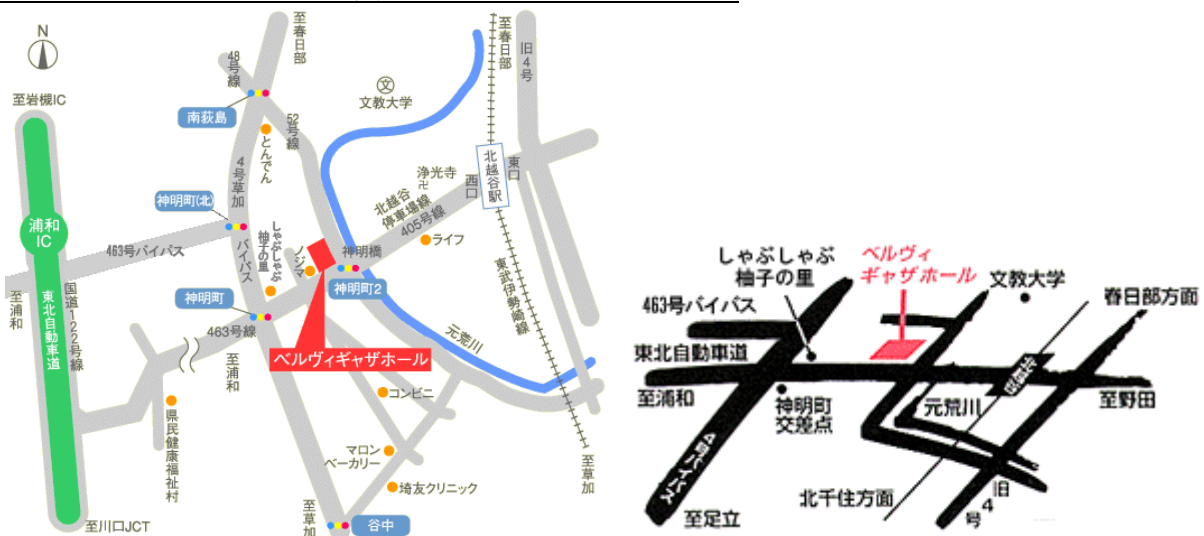 N
至岩槻IC
浦和
IC
463号バイパス
至浦和
国道122号線
東北自動車道
至川口JCT
県民健康福祉村
48号線
至春日部
南荻島
52号線
とんでん
4号草加
バイパス
神明町(北)
しゃぶしゃぶ
柚子の里
ノジマ
神明町
463号線
至浦和
ベルヴィギャザホール
神明橋
神明町2
文
文教大学
浄光寺
卍
北越谷
停車場線
405号線
ライフ
至春日部
旧4号
北越谷駅
西口
東口
東武伊勢崎線
元荒川
コンビニ
マロン
ベーカリー
埼友クリニック
至草加
谷中
至草加
しゃぶしゃぶ
柚子の里
ベルヴィ
ギャザホール
文教大学
463号バイパス
春日部方面
東北自動車道
至浦和
神明町
交差点
元荒川
至野田
4号バイパス
北千住方面
旧4号
至足立